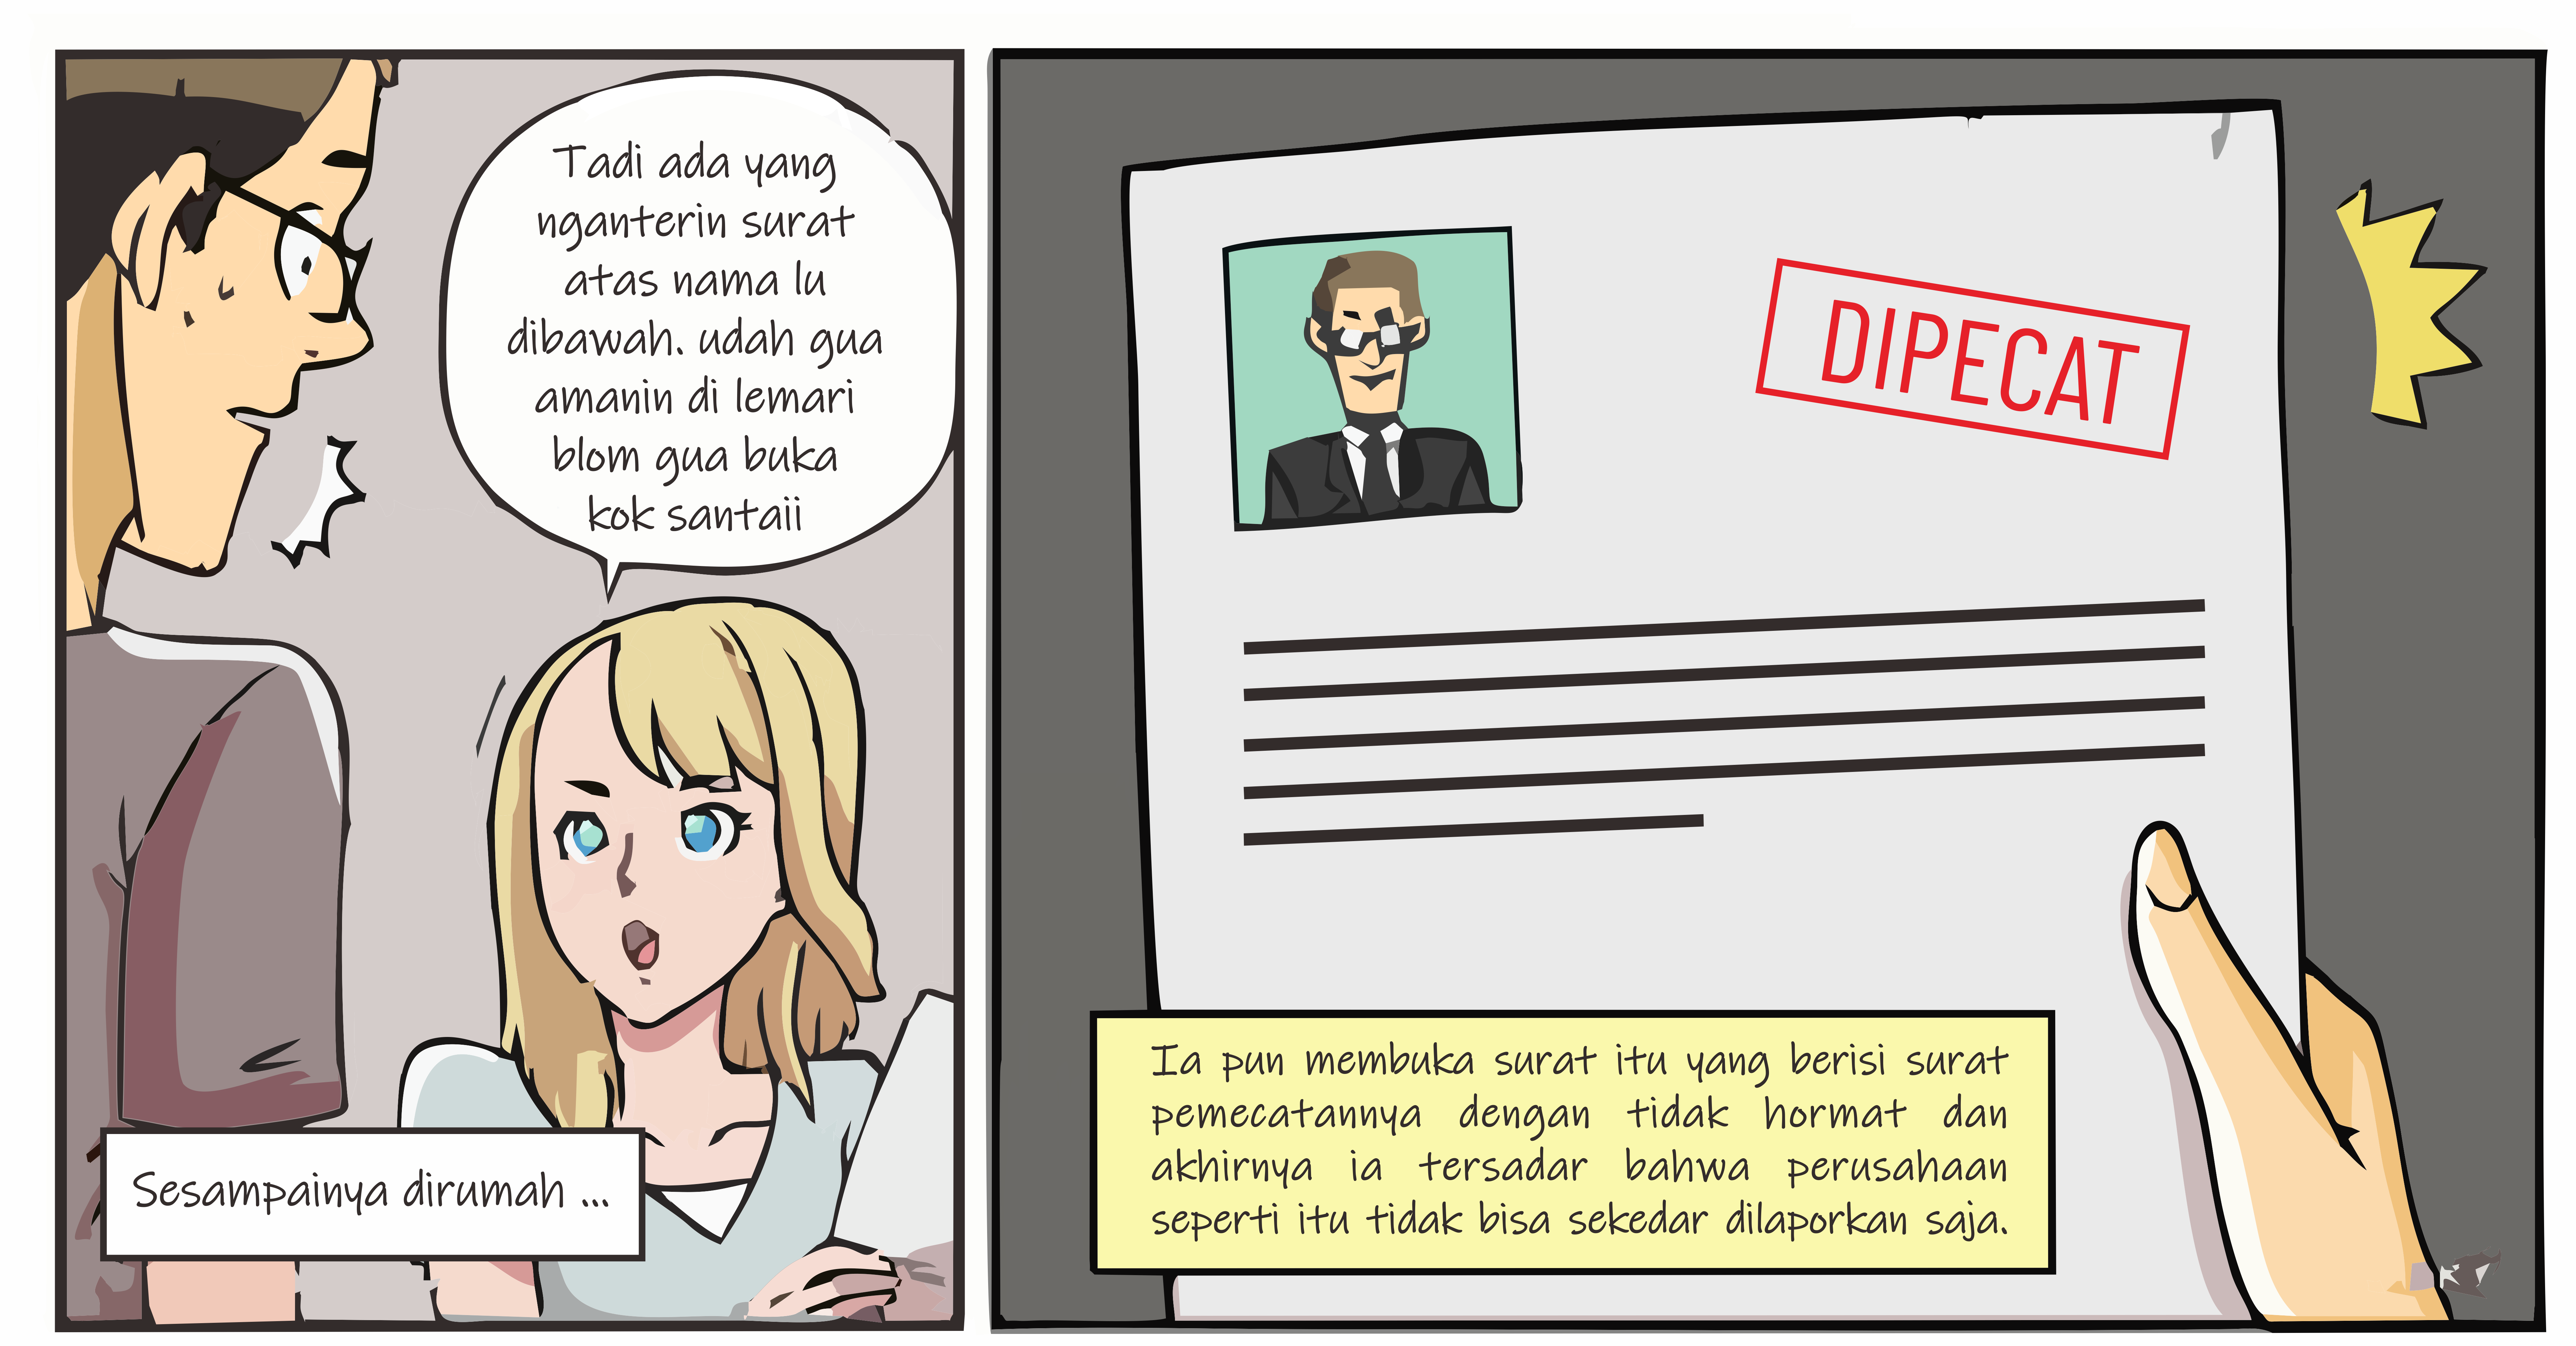 Tadi ada yang
nganterin surat
atas nama lu
dibawah. udah gua
amanin di lemari
blom gua buka
kok santaii
Sesampainya dirumah ...
DIPECAT
Ia pun membuka surat itu yang berisi surat
pemecatannya dengan tidak hormat dan
akhirnya ia tersadar bahwa perusahaan
seperti itu tidak bisa sekedar dilaporkan saja.